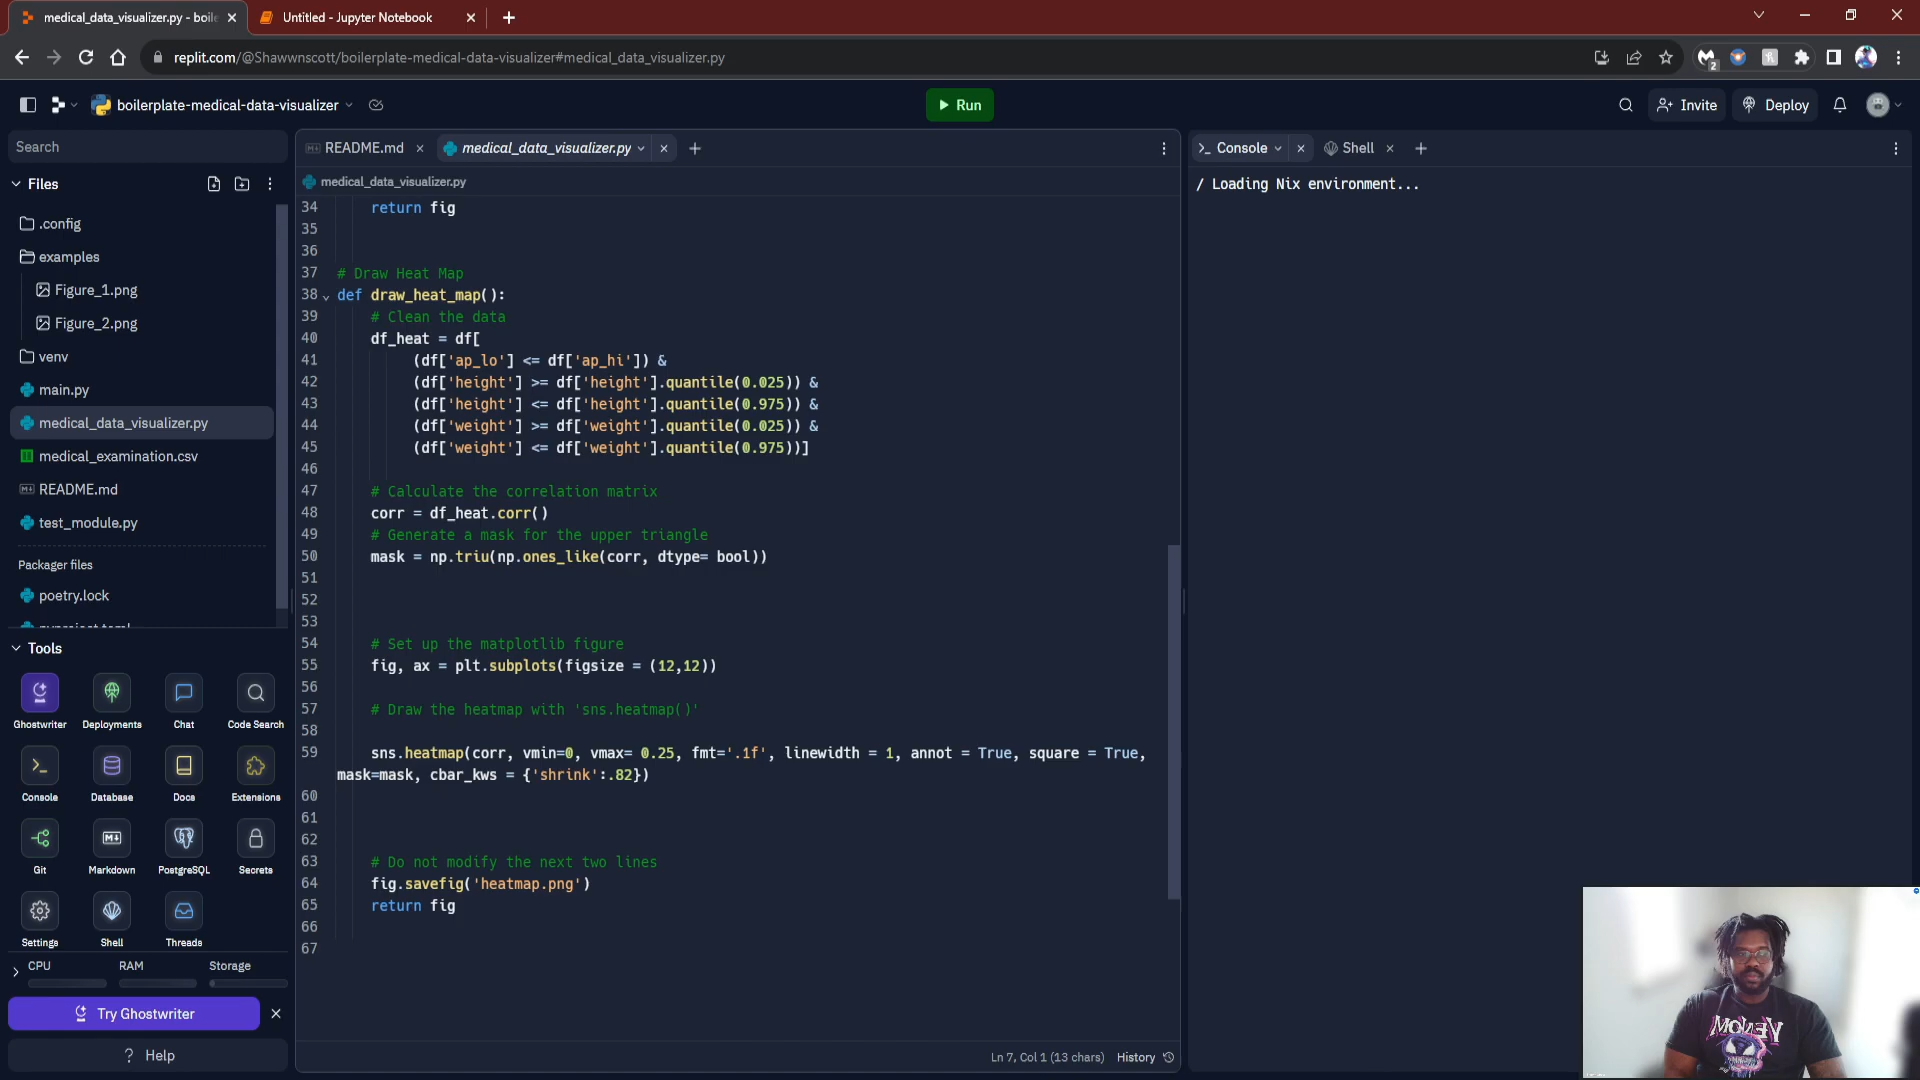 medical_data_visualizer.py - boile
Untitled - Jupyter Notebook
replit.com/@Shawwnscott/boilerplate-medical-data-visualizer#medical_data_visualizer.py
2
boilerplate-medical-data-visualizer
Run
Invite
Deploy
Search
README.md
medical_data_visualizer.py
Console
Shell
Files
medical_data_visualizer.py
/ Loading Nix environment...
.config
examples
Figure_1.png
Figure_2.png
venv
main.py
medical_data_visualizer.py
medical_examination.csv
README.md
test_module.py
Packager files
poetry.lock
34 return fig
35
36
37 # Draw Heat Map
38 def draw_heat_map():
39 # Clean the data
40 df_heat = df[
41 (df['ap_lo'] <= df['ap_hi']) &
42 (df['height'] >= df['height'].quantile(0.025)) &
43 (df['height'] <= df['height'].quantile(0.975)) &
44 (df['weight'] >= df['weight'].quantile(0.025)) &
45 (df['weight'] <= df['weight'].quantile(0.975))]
46
47 # Calculate the correlation matrix
48 corr = df_heat.corr()
49 # Generate a mask for the upper triangle
50 mask = np.triu(np.ones_like(corr, dtype= bool))
51
52
53
54 # Set up the matplotlib figure
55 fig, ax = plt.subplots(figsize = (12,12))
56
57 # Draw the heatmap with 'sns.heatmap()'
58
59 sns.heatmap(corr, vmin=0, vmax= 0.25, fmt='.1f', linewidth = 1, annot = True, square = True,
mask=mask, cbar_kws = {'shrink':.82})
60
61
62
63 # Do not modify the next two lines
64 fig.savefig('heatmap.png')
65 return fig
66
67
Tools
Ghostwriter
Deployments
Chat
Code Search
Console
Database
Docs
Extensions
Git
Markdown
PostgreSQL
Secrets
Settings
Shell
Threads
CPU
RAM
Storage
Try Ghostwriter
Help
Ln 7, Col 1 (13 chars)
History
VENOM